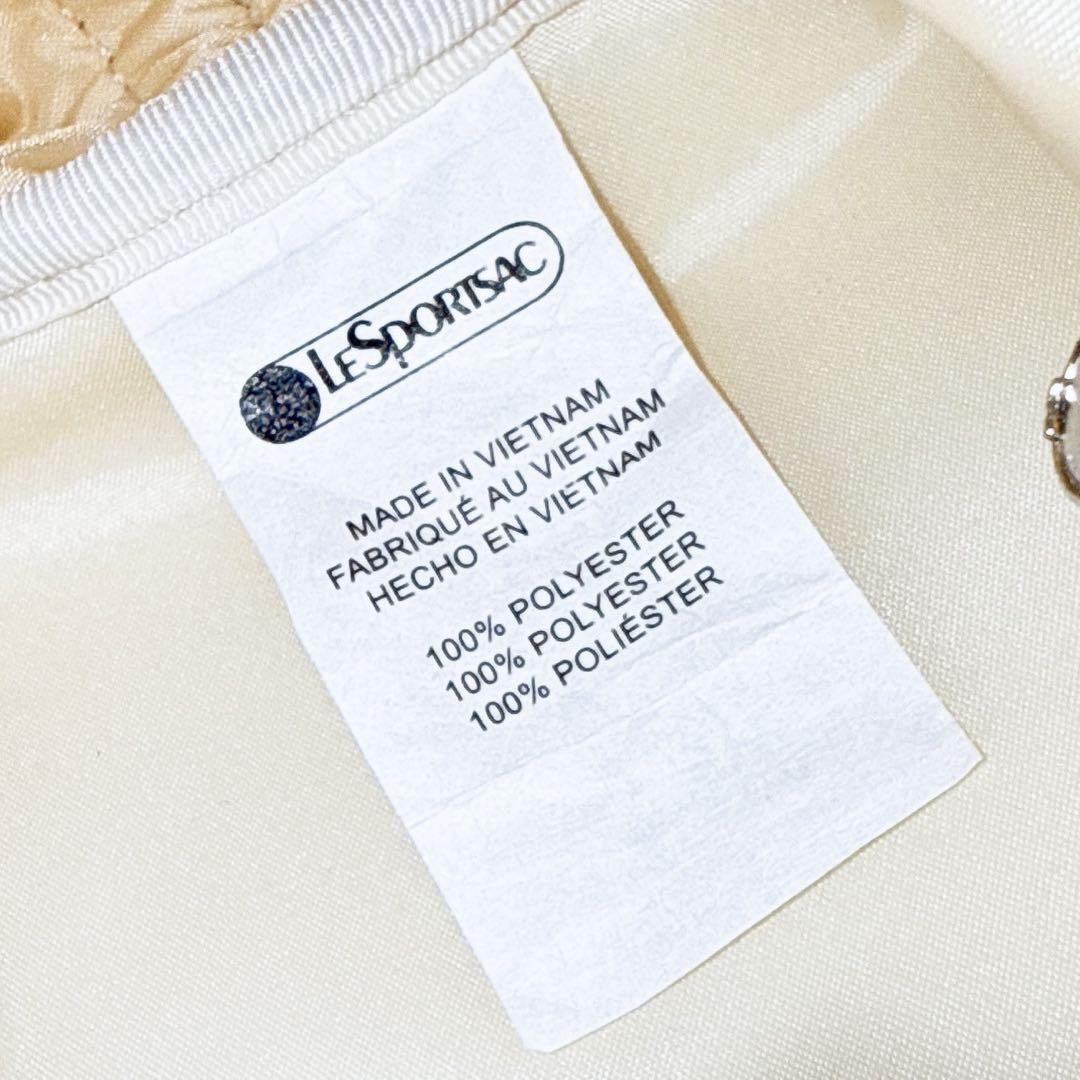 LeSportsac
MADE IN VIETNAM
FABRIQUÉ AU VIETNAM
HECHO EN VIETNAM
100% POLYESTER
100% POLYESTER
100% POLIÉSTER